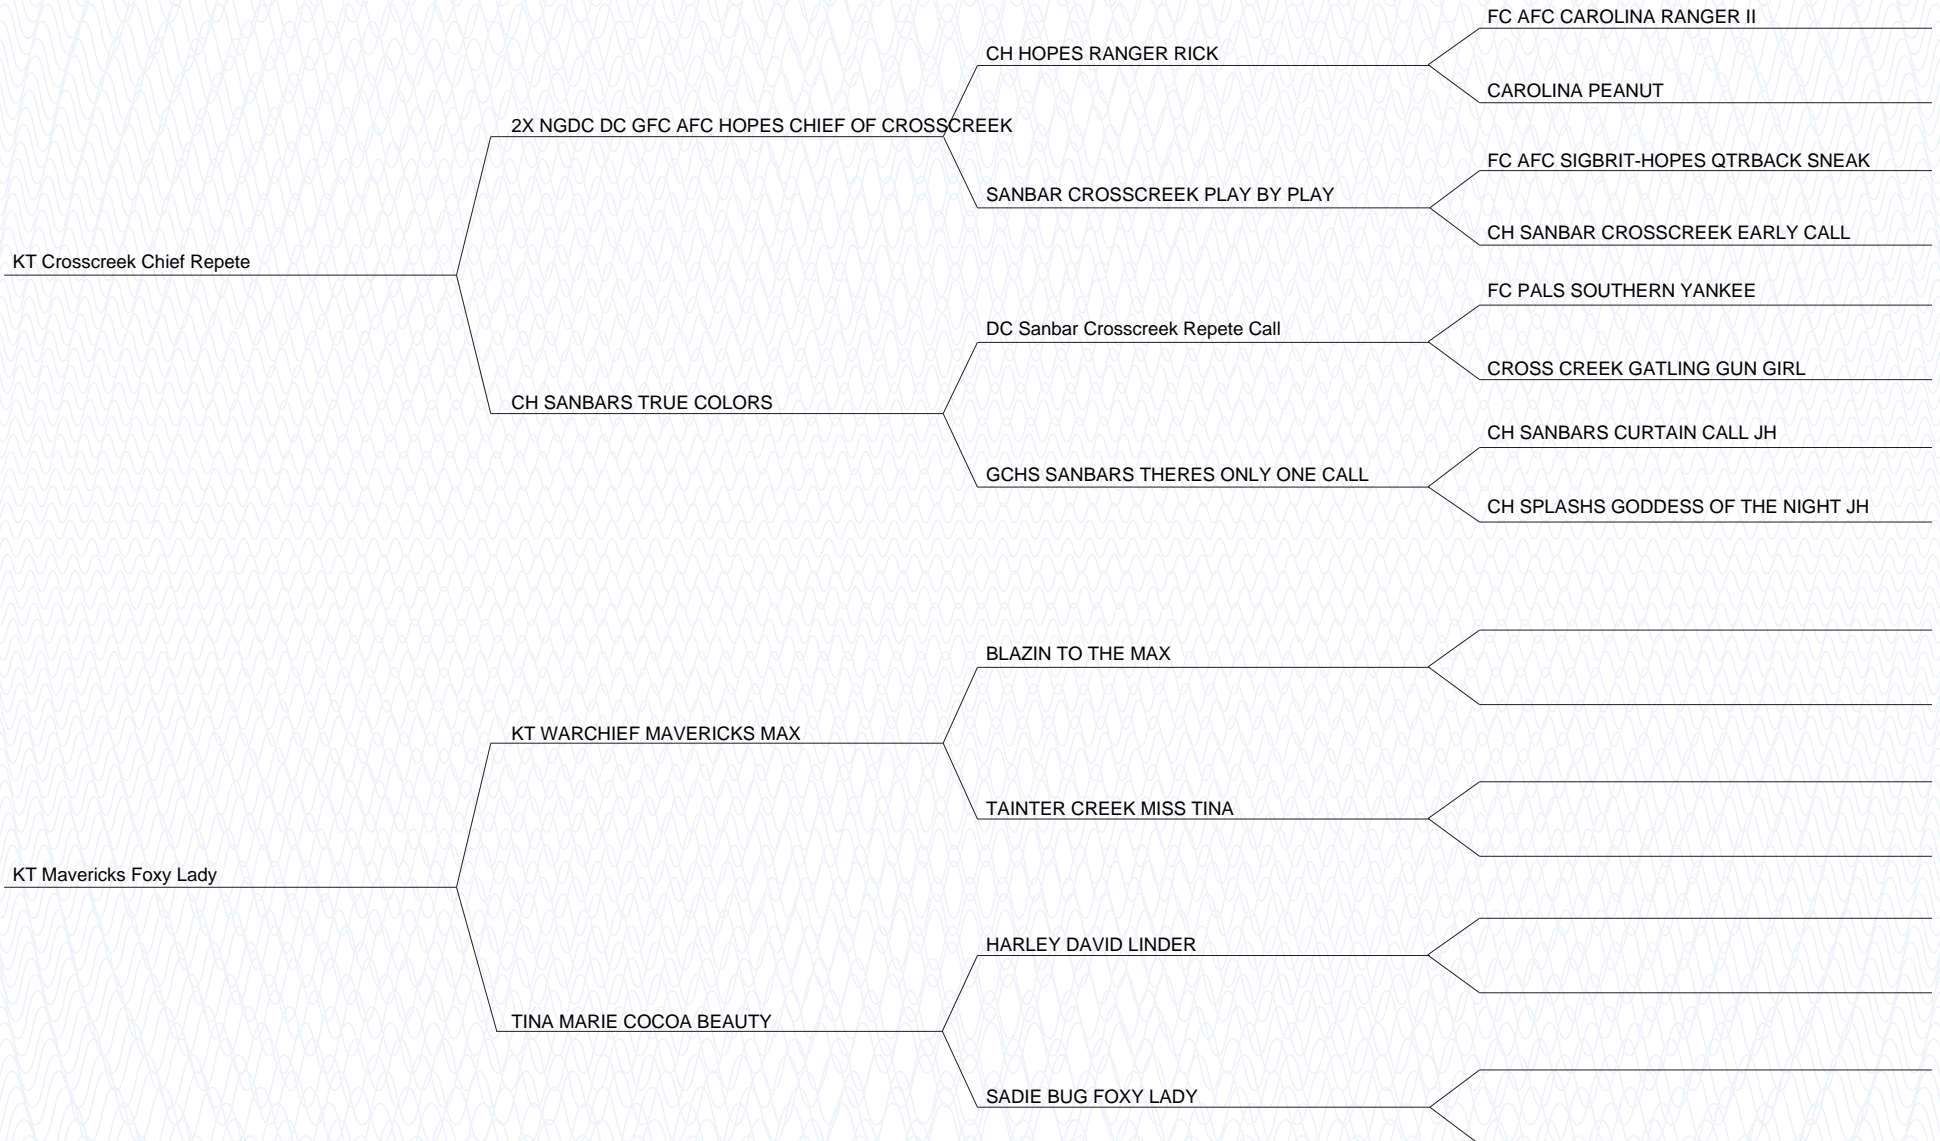 FC AFC CAROLINA RANGER II
CH HOPES RANGER RICK
CAROLINA PEANUT
2X NGDC DC GFC AFC HOPES CHIEF OF CROSSCREEK
FC AFC SIGBRIT-HOPES QTRBACK SNEAK
SANBAR CROSSCREEK PLAY BY PLAY
CH SANBAR CROSSCREEK EARLY CALL
KT Crosscreek Chief Repete
FC PALS SOUTHERN YANKEE
DC Sanbar Crosscreek Repete Call
CROSS CREEK GATLING GUN GIRL
CH SANBARS TRUE COLORS
CH SANBARS CURTAIN CALL JH
GCHS SANBARS THERES ONLY ONE CALL
CH SPLASHS GODDESS OF THE NIGHT JH
BLAZIN TO THE MAX
KT WARCHIEF MAVERICKS MAX
TAINTER CREEK MISS TINA
KT Mavericks Foxy Lady
HARLEY DAVID LINDER
TINA MARIE COCOA BEAUTY
SADIE BUG FOXY LADY